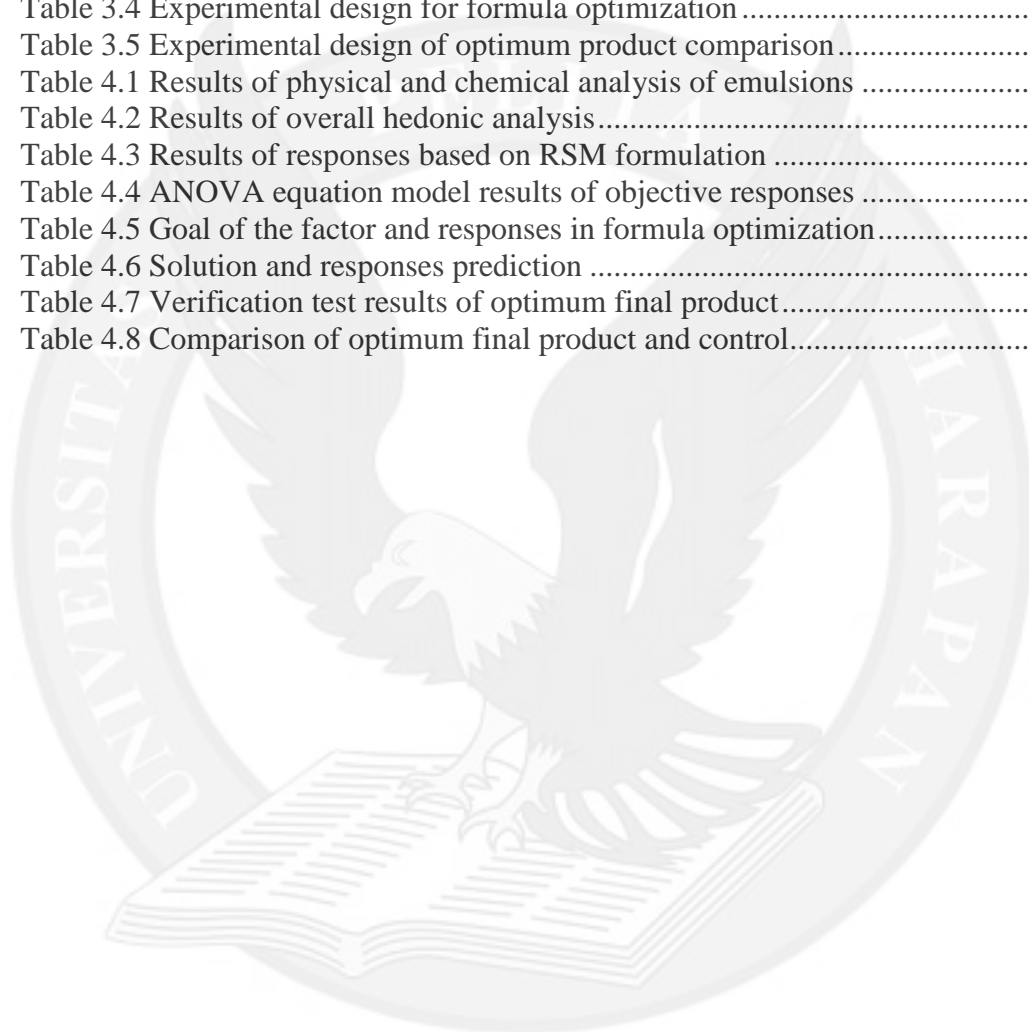 Table 3.4 Experimental design for formula optimization
Table 3.5 Experimental design of optimum product comparison
Table 4.1 Results of physical and chemical analysis of emulsions
Table 4.2 Results of overall hedonic analysis
Table 4.3 Results of responses based on RSM formulation
Table 4.4 ANOVA equation model results of objective responses
Table 4.5 Goal of the factor and responses in formula optimization
Table 4.6 Solution and responses prediction
Table 4.7 Verification test results of optimum final product
Table 4.8 Comparison of optimum final product and control
UNIVERSITAS
PELITA
HARAPAN